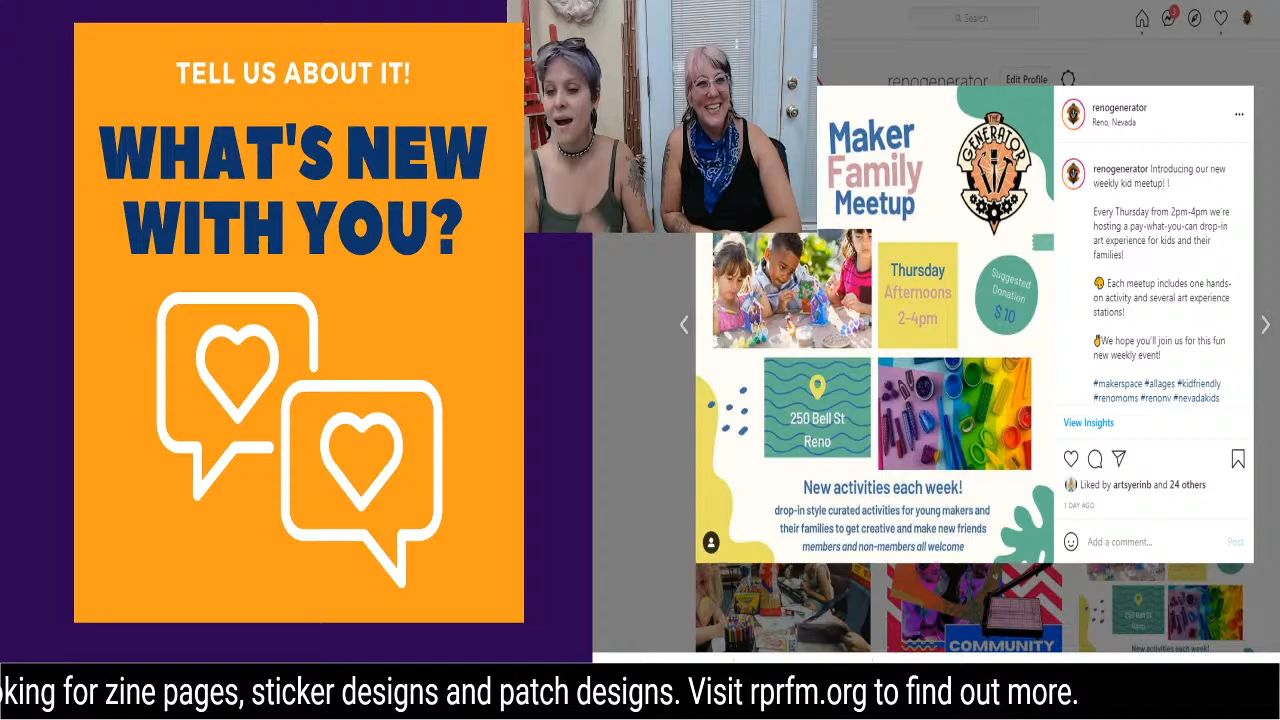 TELL US ABOUT IT!
WHAT'S NEW
WITH YOU?
Search
3
renogenerator
Edit Profile
Maker
Family
Meetup
THE
GENERATOR
Thursday
Afternoons
2-4pm
Suggested
Donation
$ 10
250 Bell St
Reno
New activities each week!
drop-in style curated activities for young makers and
their families to get creative and make new friends
members and non-members all welcome
renogenerator
Reno, Nevada
renogenerator Introducing our new
weekly kid meetup! !
Every Thursday from 2pm-4pm we're
hosting a pay-what-you-can drop-in
art experience for kids and their
families!
Each meetup includes one hands-
on activity and several art experience
stations!
We hope you'll join us for this fun
new weekly event!
#makerspace #allages #kidfriendly
#renomoms #renonv #nevadakids
View Insights
Liked by artsyerinb and 24 others
1 DAY AGO
Add a comment...
Post
COMMUNITY
250 Bell St
Reno
New activities each week!
oking for zine pages, sticker designs and patch designs. Visit rprfm.org to find out more.